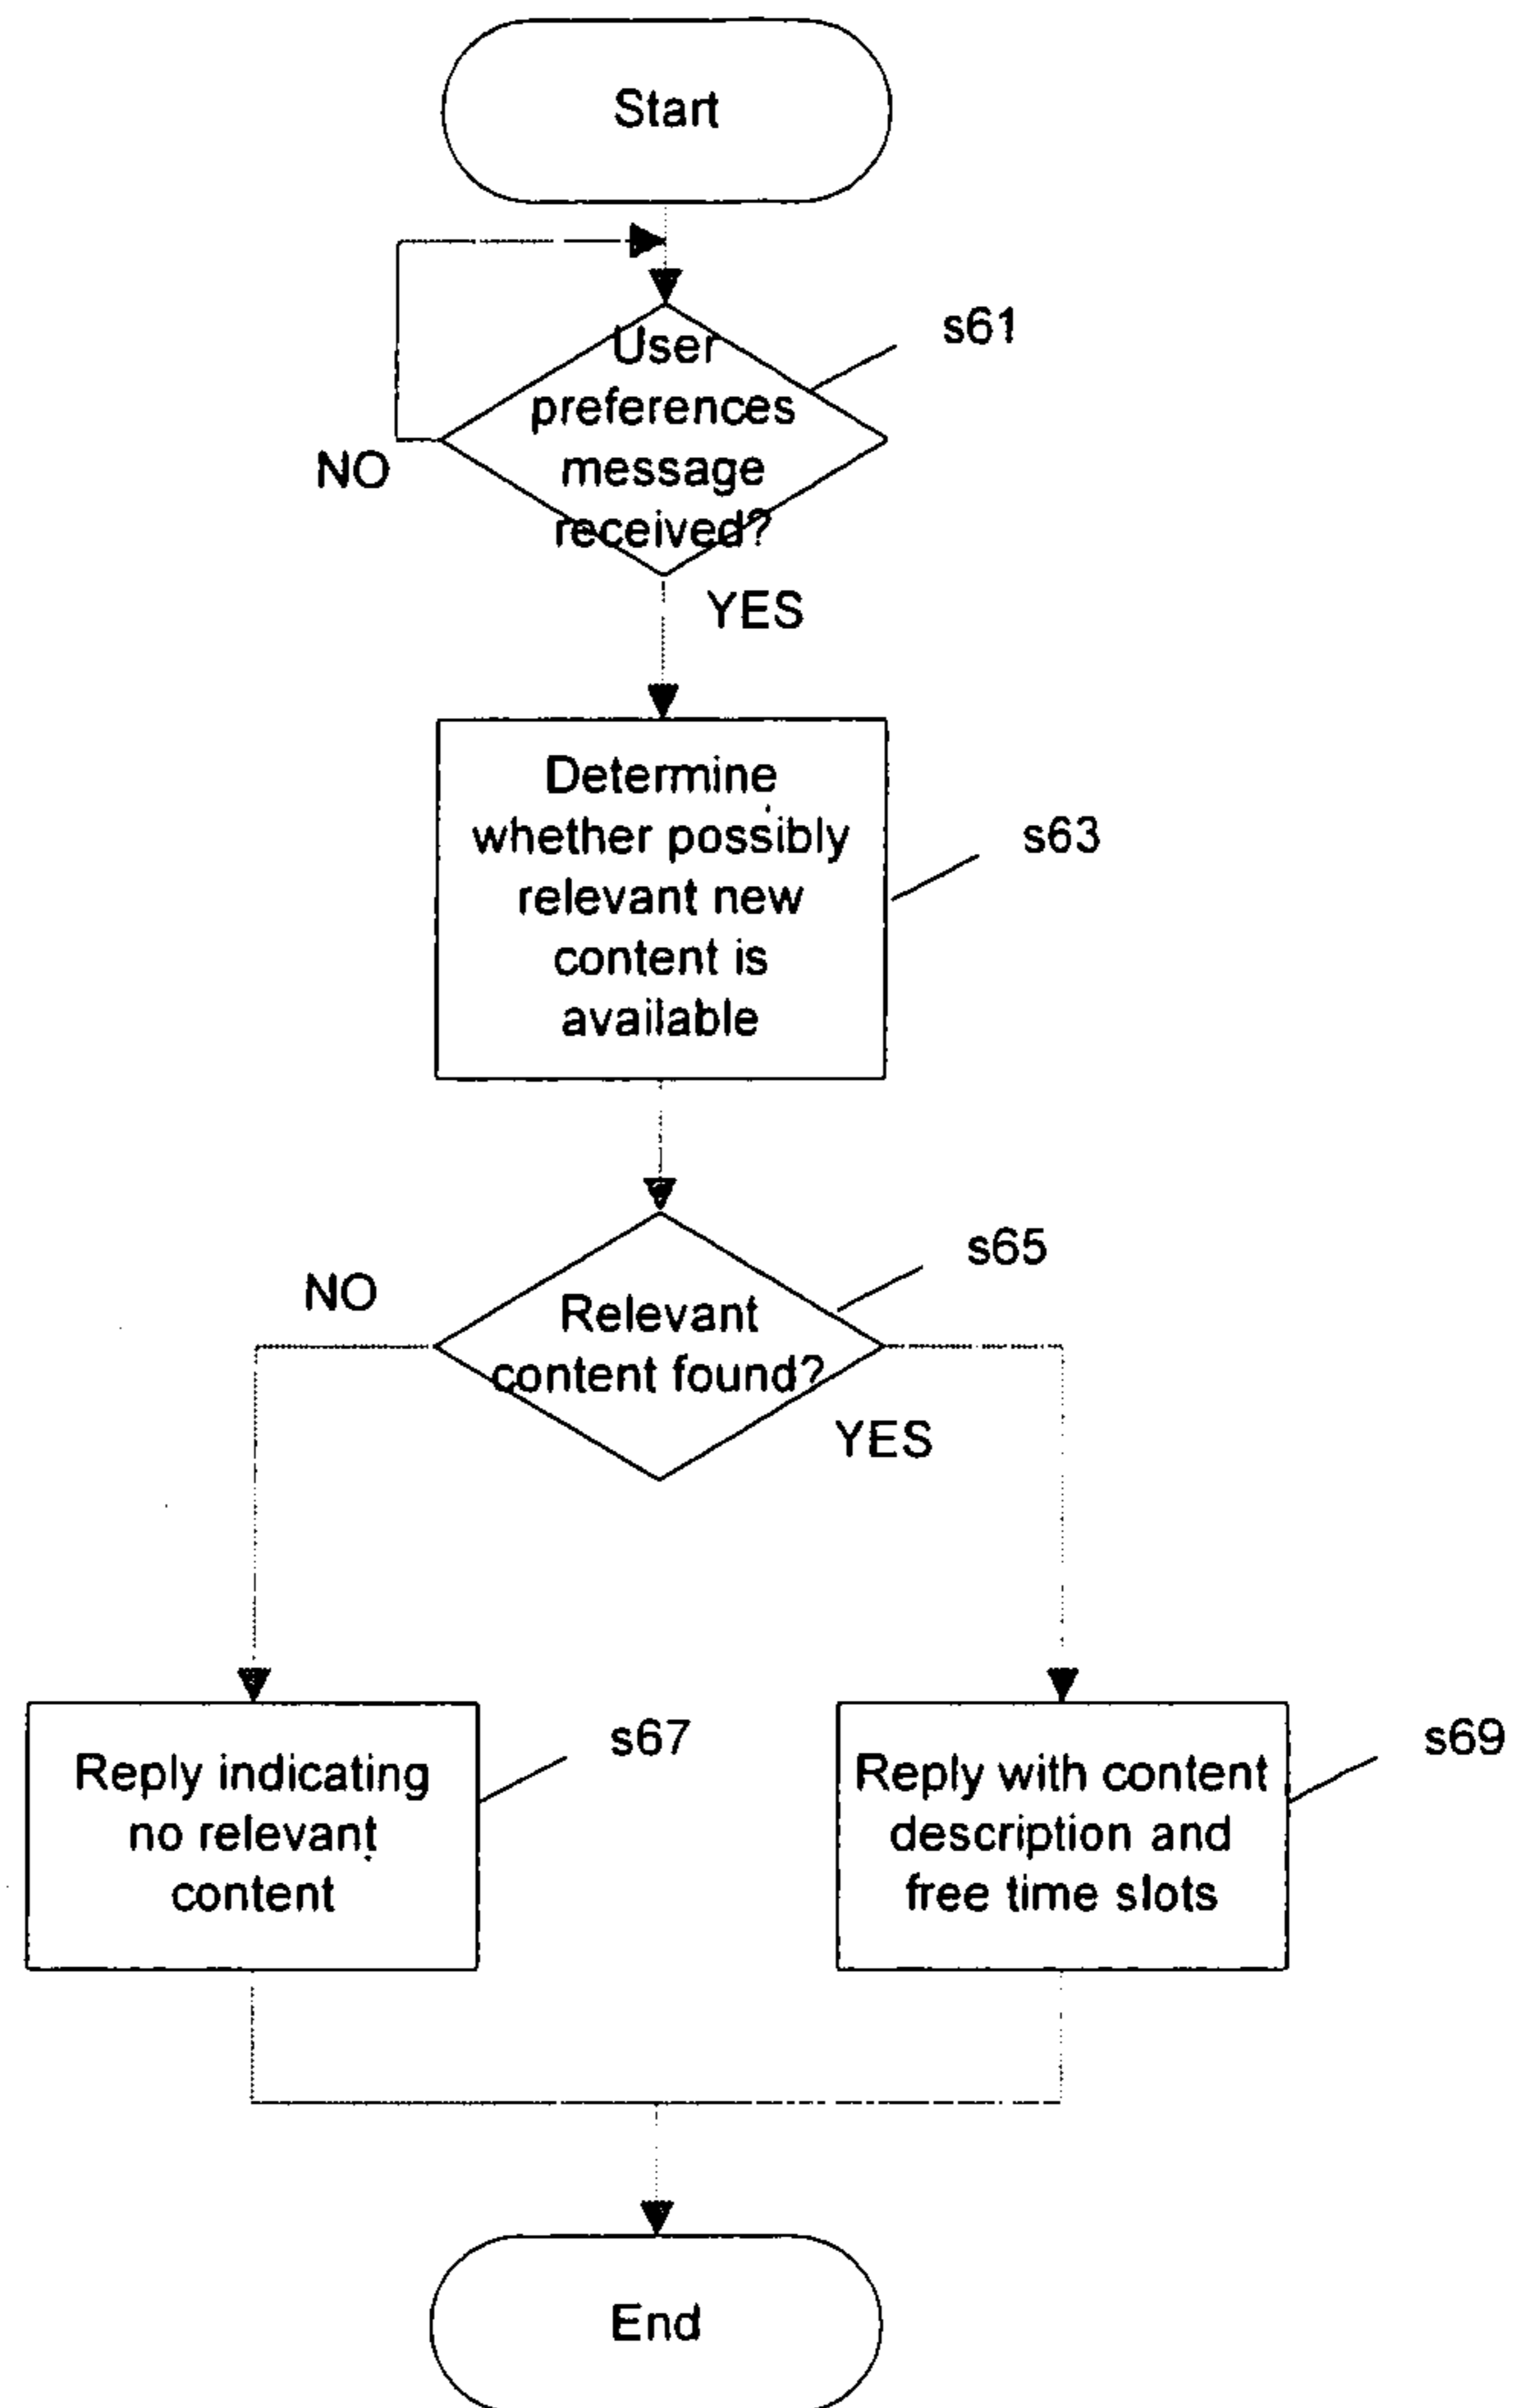 Start
s61
User
preferences
message
received?
NO
YES
Determine
whether possibly
relevant new
content is
available
s63
s65
NO
Relevant
content found?
YES
s67
Reply indicating
no relevant
content
s69
Reply with content
description and
free time slots
End